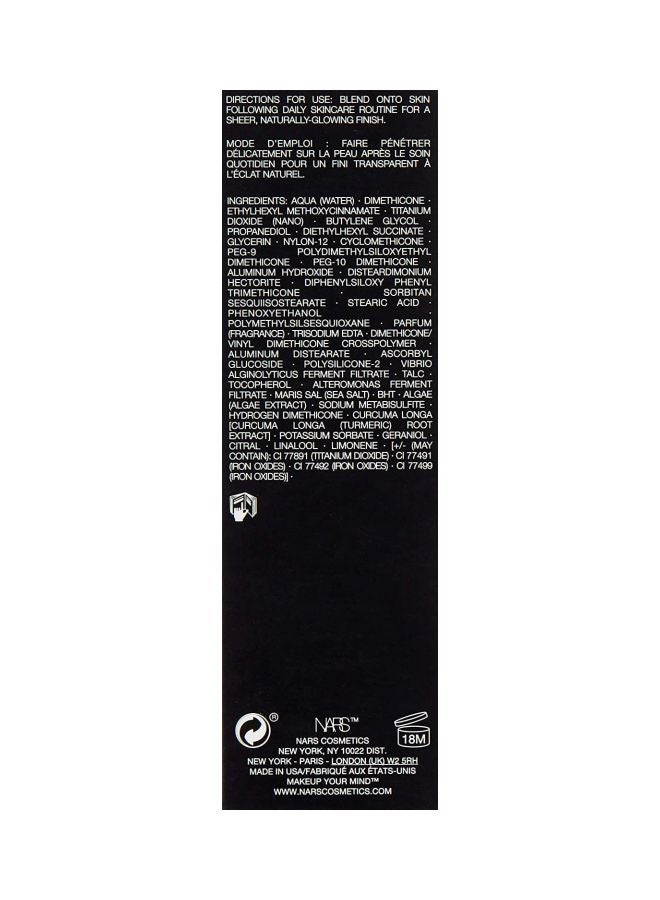 DIRECTIONS FOR USE: BLEND ONTO SKIN
FOLLOWING DAILY SKINCARE ROUTINE FOR A
SHEER, NATURALLY-GLOWING FINISH.
MODE D'EMPLOI : FAIRE PÉNÉTRER
DÉLICATEMENT SUR LA PEAU APRÈS LE SOIN
QUOTIDIEN POUR UN FINI TRANSPARENT À
L'ÉCLAT NATUREL.
INGREDIENTS: AQUA (WATER) · DIMETHICONE ·
ETHYLHEXYL METHOXYCINNAMATE · TITANIUM
DIOXIDE (NANO) · BUTYLENE GLYCOL ·
PROPANEDIOL · DIETHYLHEXYL SUCCINATE ·
GLYCERIN · NYLON-12 · CYCLOMETHICONE ·
PEG-9 POLYDIMETHYLSILOXYETHYL
DIMETHICONE · PEG-10 DIMETHICONE ·
ALUMINUM HYDROXIDE · DISTEARDIMONIUM
HECTORITE · DIPHENYLSILOXY PHENYL
TRIMETHICONE · SORBITAN
SESQUIISOSTEARATE · STEARIC ACID ·
PHENOXYETHANOL ·
POLYMETHYLSILSESQUIOXANE · PARFUM
(FRAGRANCE) · TRISODIUM EDTA · DIMETHICONE/
VINYL DIMETHICONE CROSSPOLYMER ·
ALUMINUM DISTEARATE · ASCORBYL
GLUCOSIDE · POLYSILICONE-2 · VIBRIO
ALGINOLYTICUS FERMENT FILTRATE · TALC ·
TOCOPHEROL · ALTEROMONAS FERMENT
FILTRATE · MARIS SAL (SEA SALT) · BHT · ALGAE
(ALGAE EXTRACT) · SODIUM METABISULFITE ·
HYDROGEN DIMETHICONE · CURCUMA LONGA
[CURCUMA LONGA (TURMERIC) ROOT
EXTRACT] · POTASSIUM SORBATE · GERANIOL ·
CITRAL · LINALOOL · LIMONENE · [+/- (MAY
CONTAIN): CI 77891 (TITANIUM DIOXIDE) · CI 77491
(IRON OXIDES) · CI 77492 (IRON OXIDES) · CI 77499
(IRON OXIDES)] ·
®
NARS™
18M
NARS COSMETICS
NEW YORK, NY 10022 DIST.
NEW YORK - PARIS - LONDON (UK) W2 5RH
MADE IN USA/FABRIQUÉ AUX ÉTATS-UNIS
MAKEUP YOUR MIND™
WWW.NARSCOSMETICS.COM